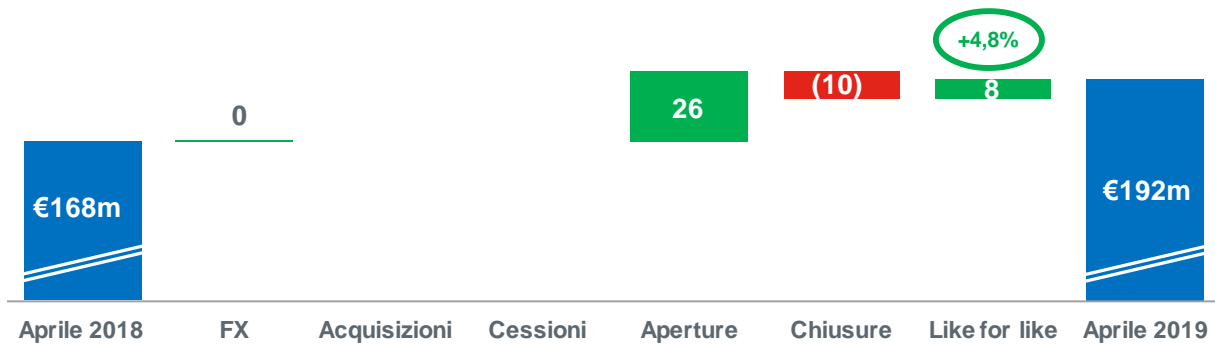 +4,8%
0
26
(10)
8
€168m
€192m
Aprile 2018
FX
Acquisizioni
Cessioni
Aperture
Chiusure
Like for like
Aprile 2019